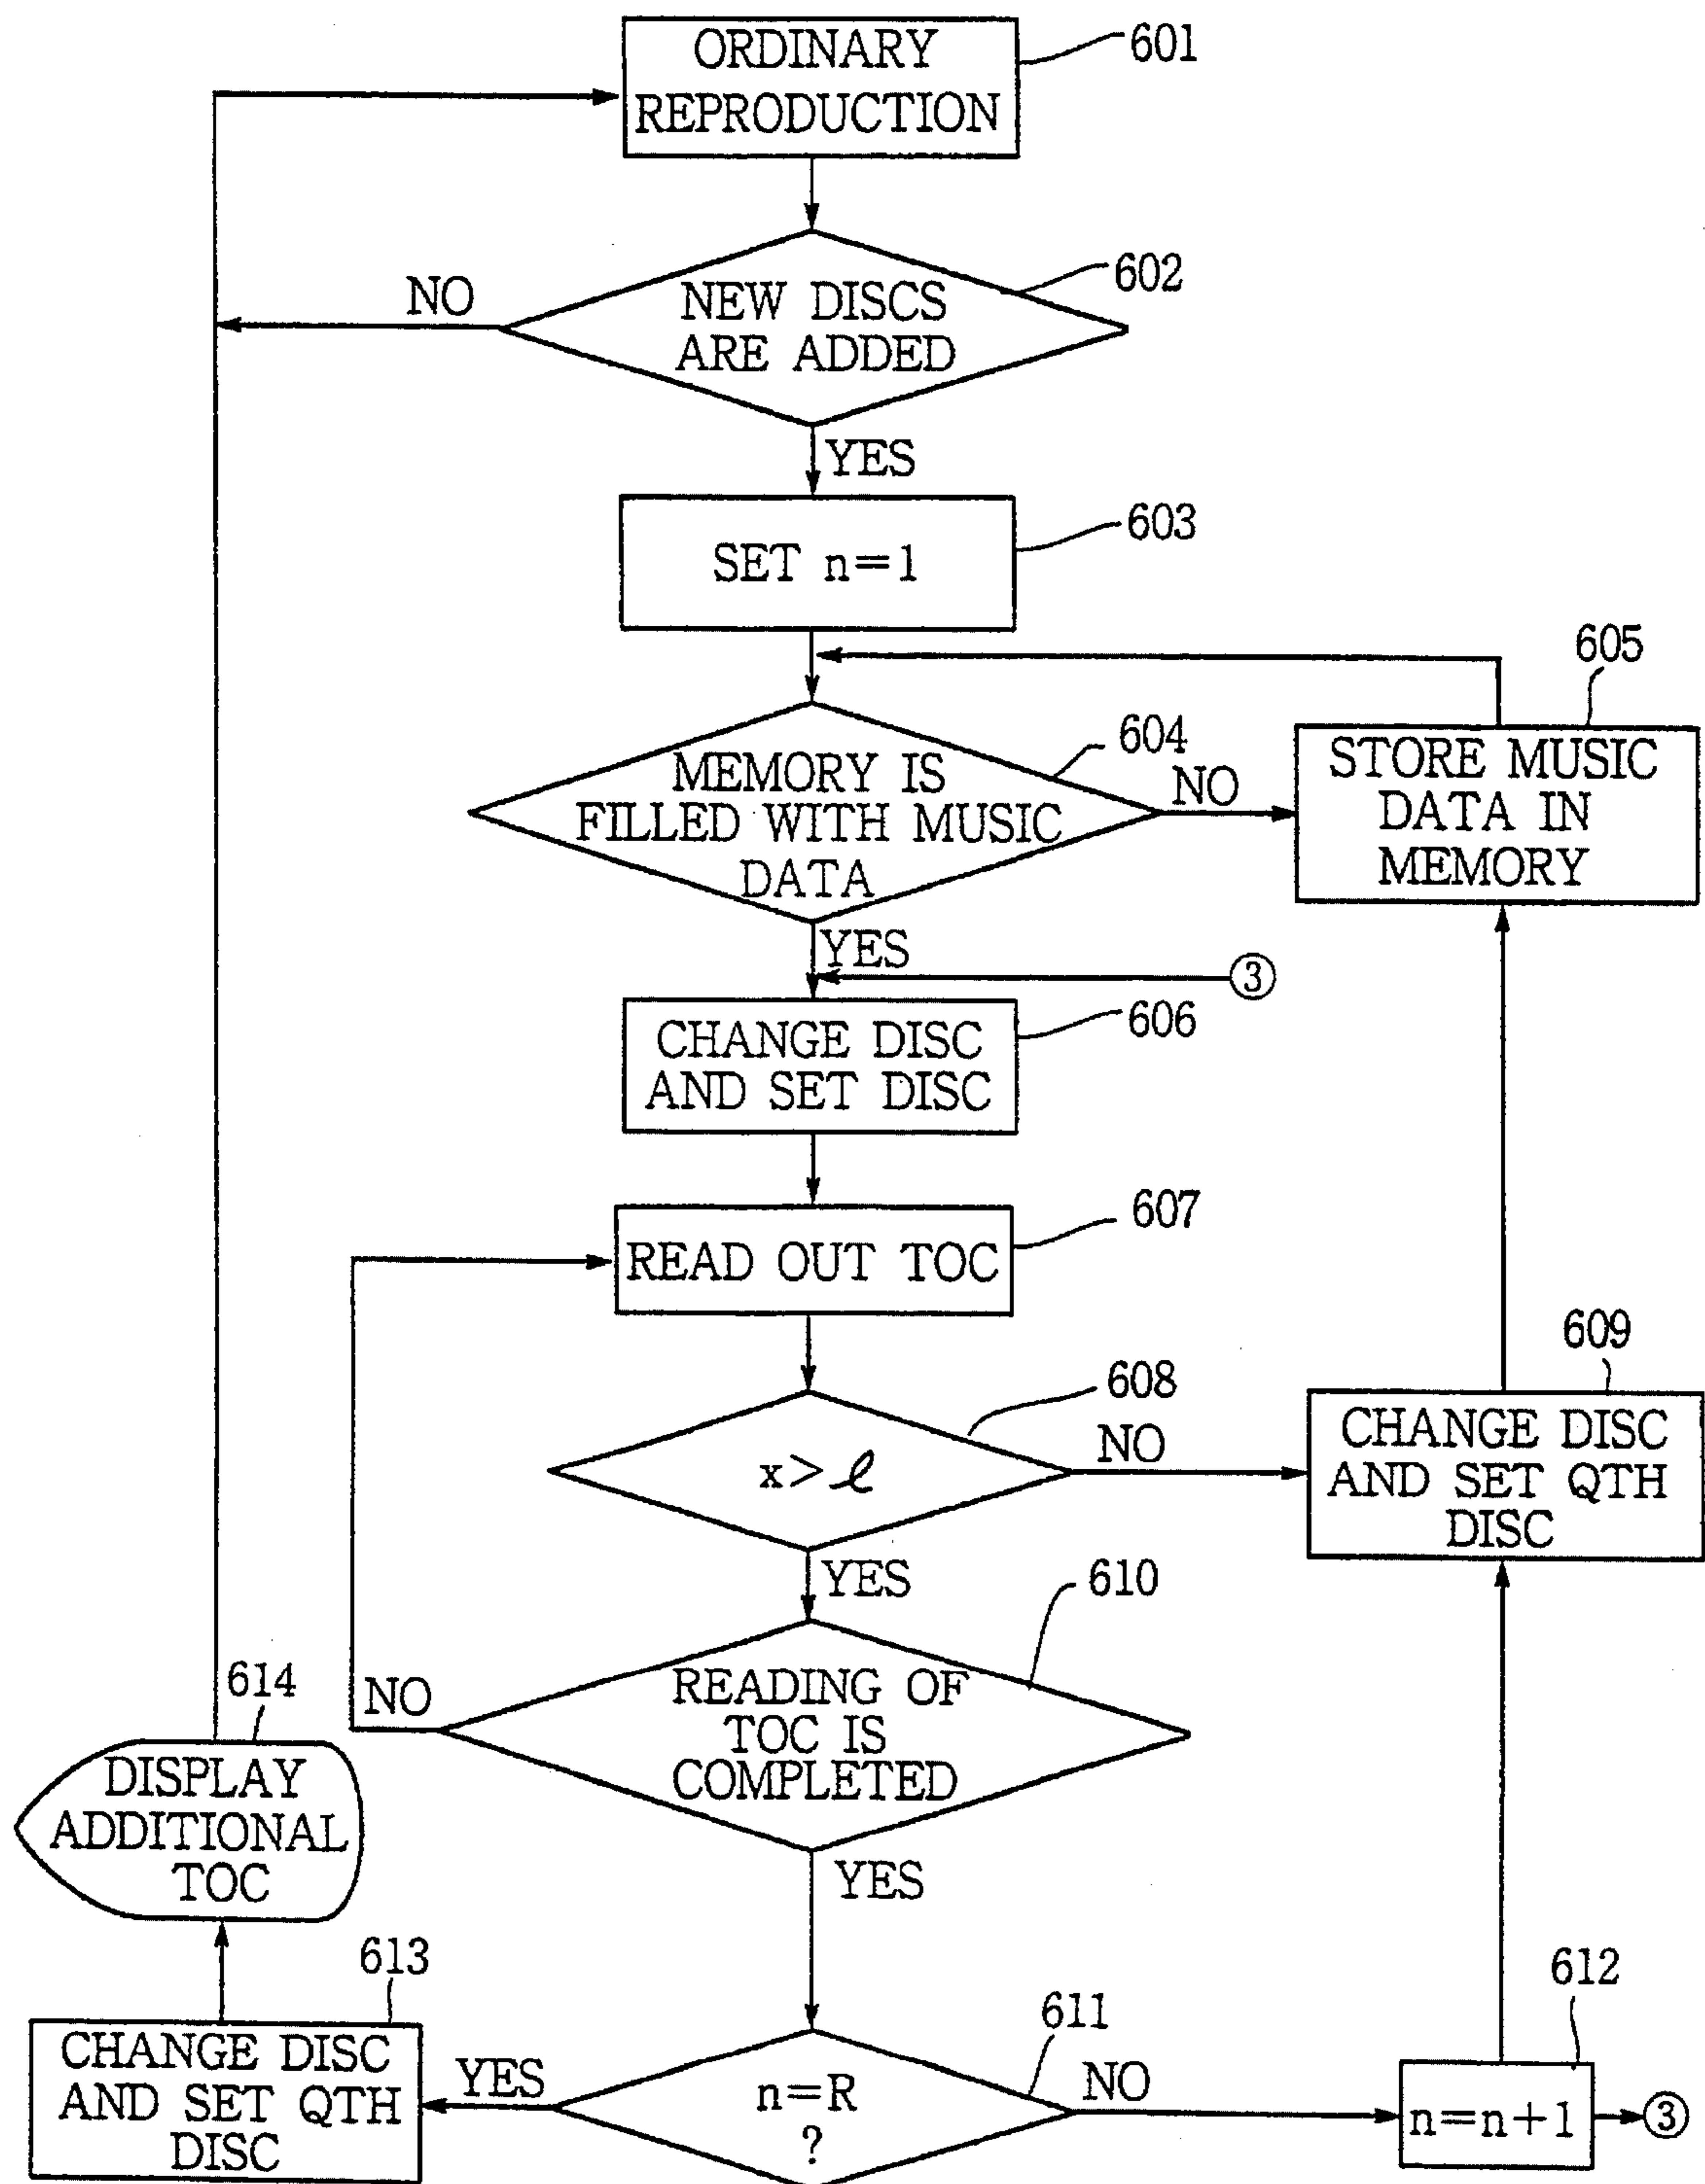 ORDINARY
REPRODUCTION
601
NEW DISCS
ARE ADDED
602
NO
YES
SET n=1
603
MEMORY IS
FILLED WITH MUSIC
DATA
604
NO
605
STORE MUSIC
DATA IN
MEMORY
YES
③
CHANGE DISC
AND SET DISC
606
READ OUT TOC
607
x>ℓ
608
NO
609
CHANGE DISC
AND SET QTH
DISC
YES
610
READING OF
TOC IS
COMPLETED
NO
614
DISPLAY
ADDITIONAL
TOC
YES
613
CHANGE DISC
AND SET QTH
DISC
YES
n=R
?
611
NO
612
n=n+1
③